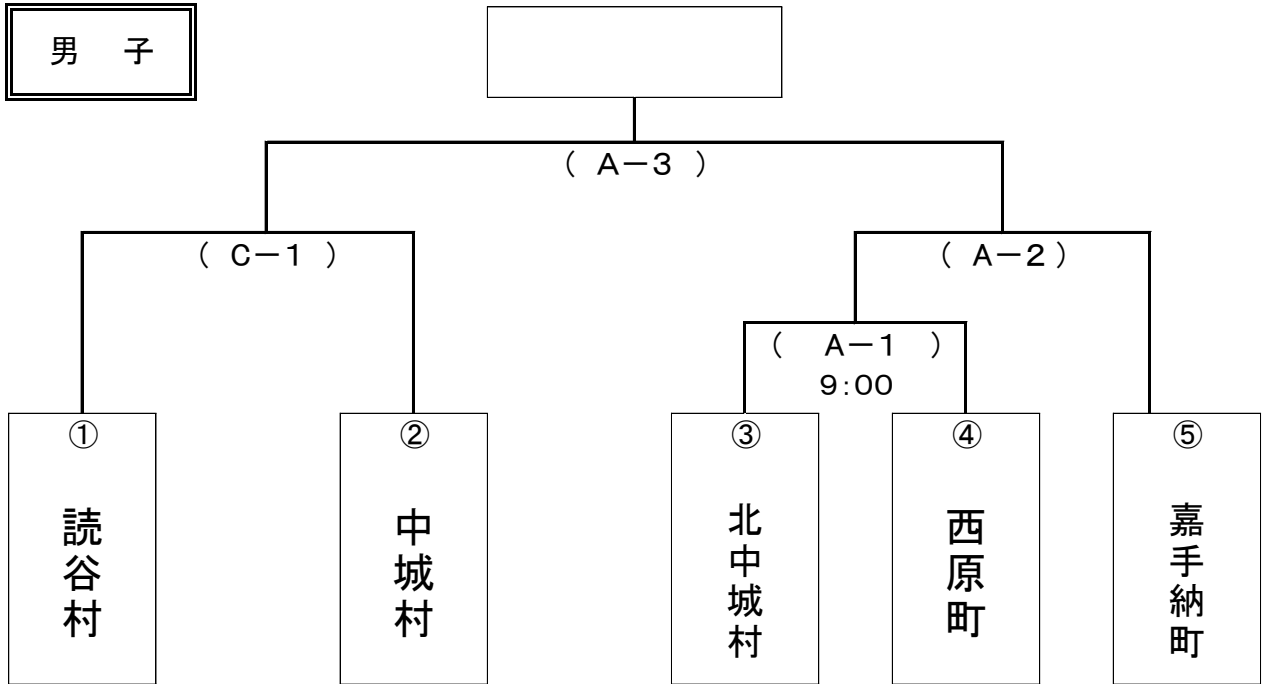 男　子
（ A－3 ）
（ C－1 ）
（ A－2）
（　A－1　）
9:00
①
②
③
④
⑤
読谷村
中城村
北中城村
西原町
嘉手納町